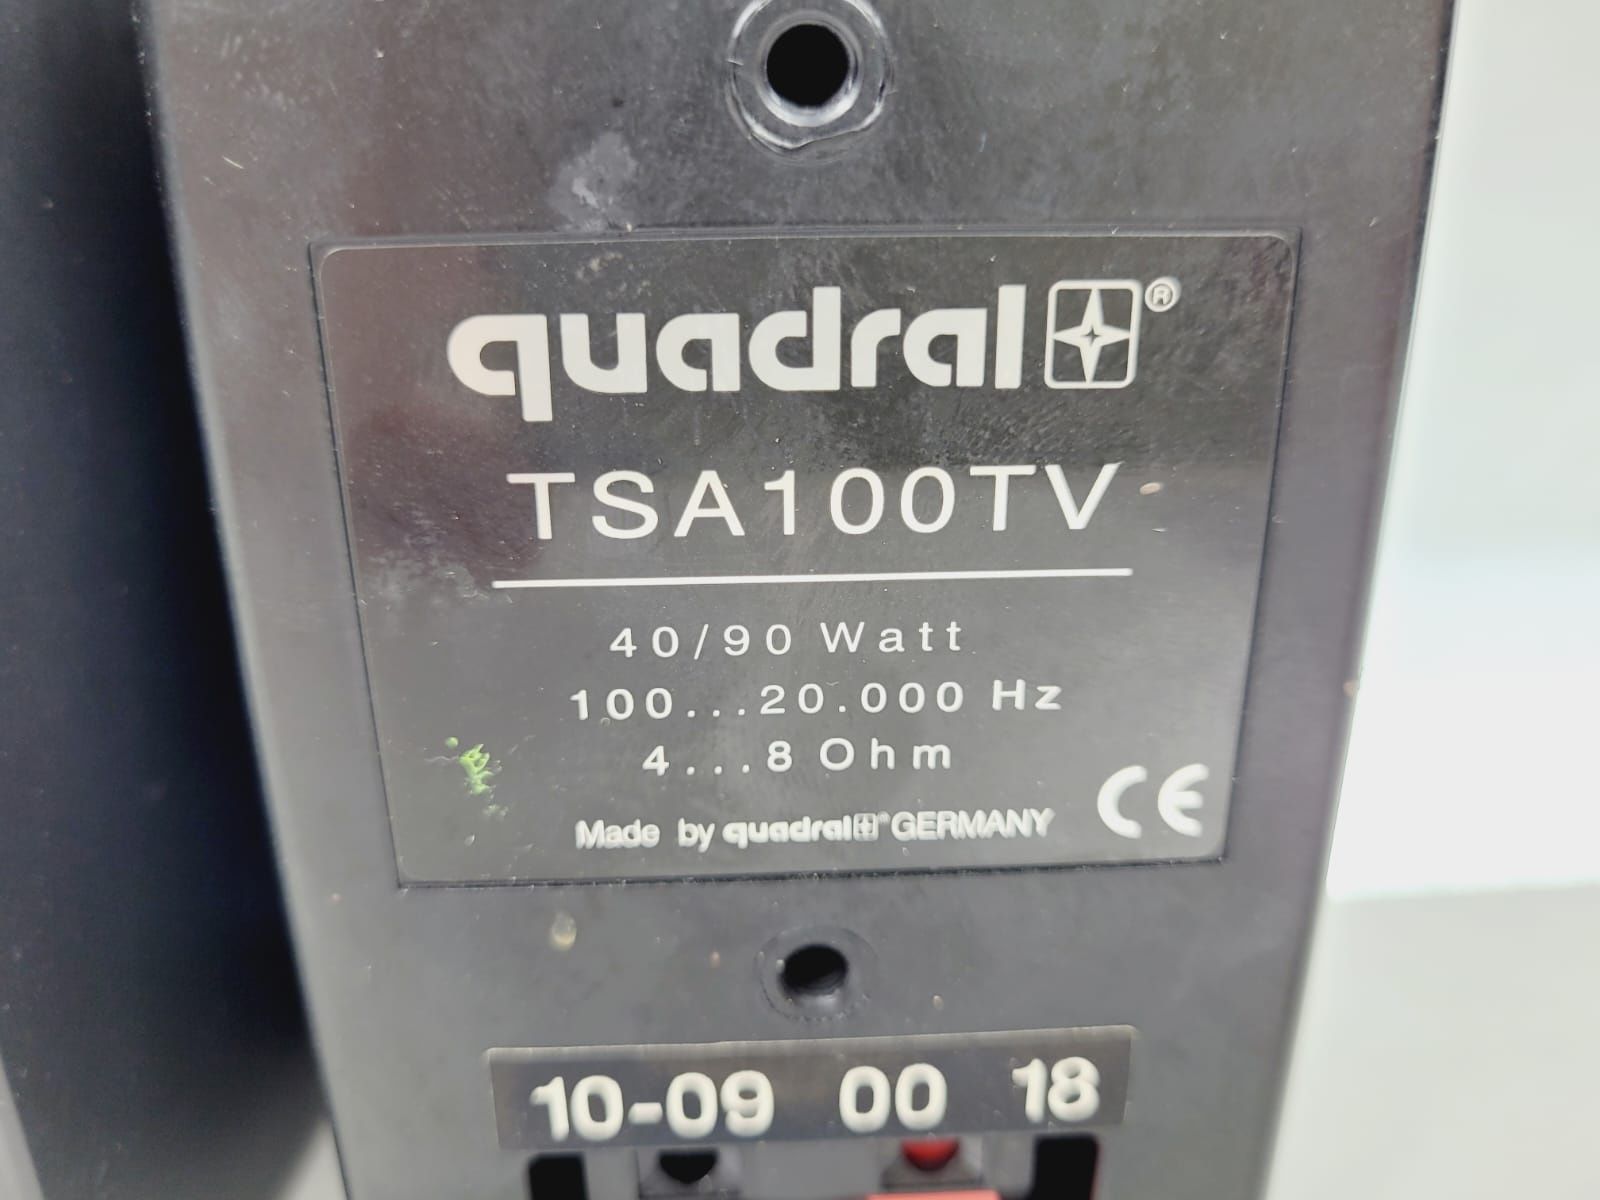 quadral®
TSA100TV
40/90 Watt
100...20.000 Hz
4...8 Ohm
Made by quadral® GERMANY CE
10-09 00 18